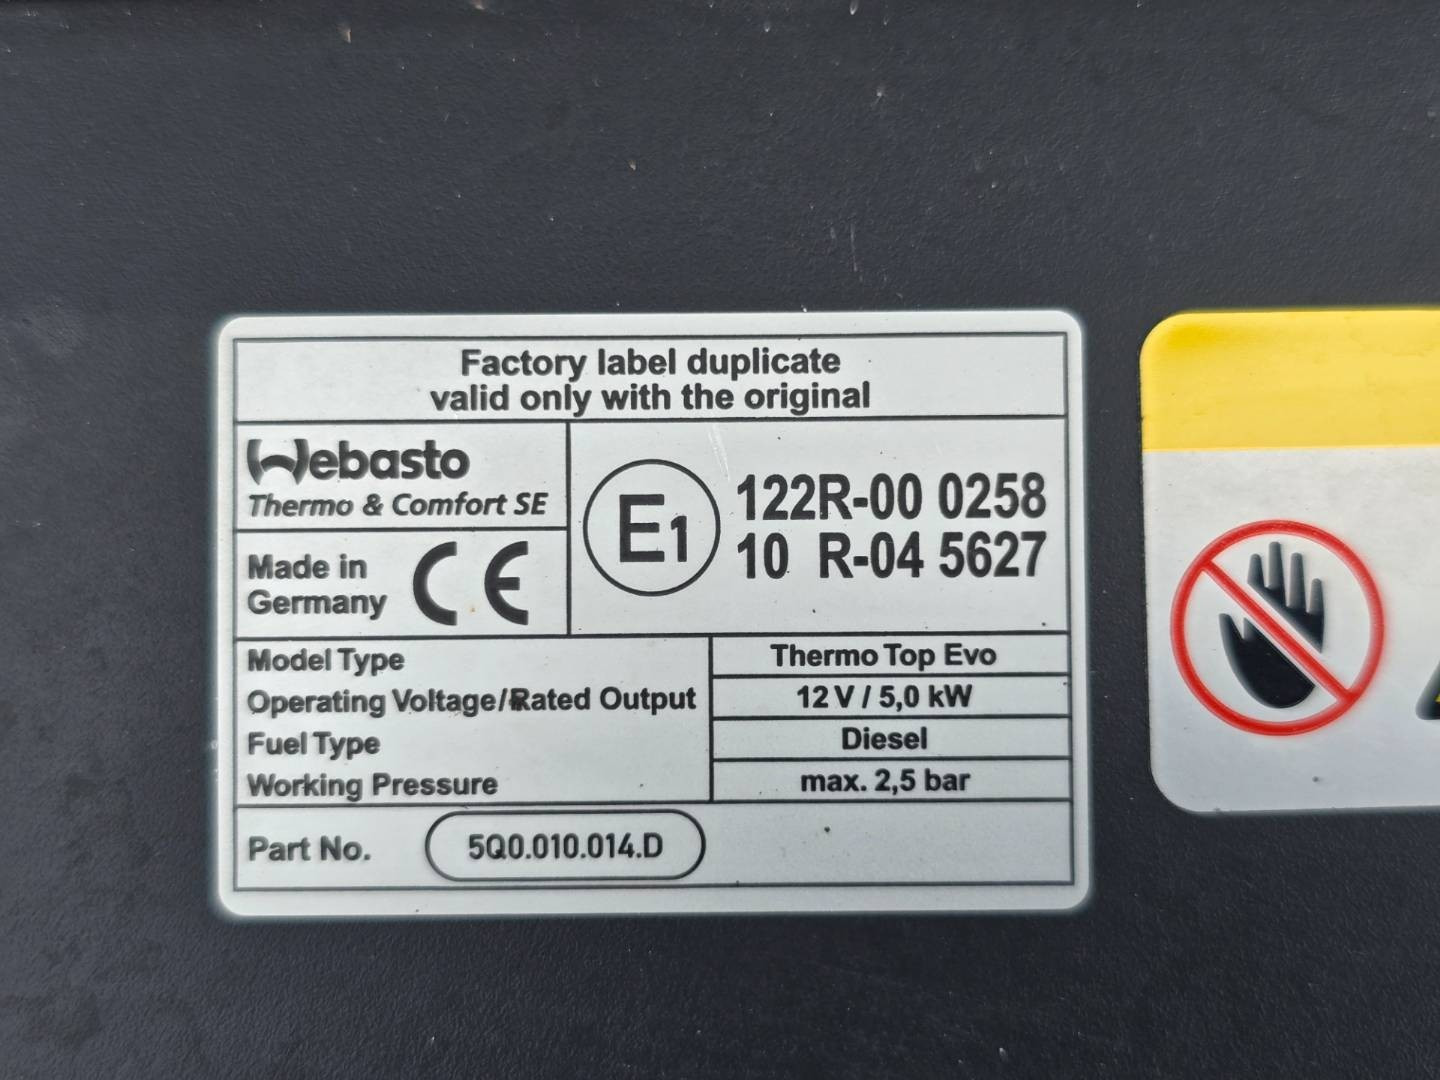 Factory label duplicate
valid only with the original
Webasto
Thermo & Comfort SE
Made in
Germany
CE
E1
122R-00 0258
10 R-04 5627
Model Type
Thermo Top Evo
Operating Voltage/Rated Output
12 V / 5,0 kW
Fuel Type
Diesel
Working Pressure
max. 2,5 bar
Part No.
5Q0.010.014.D